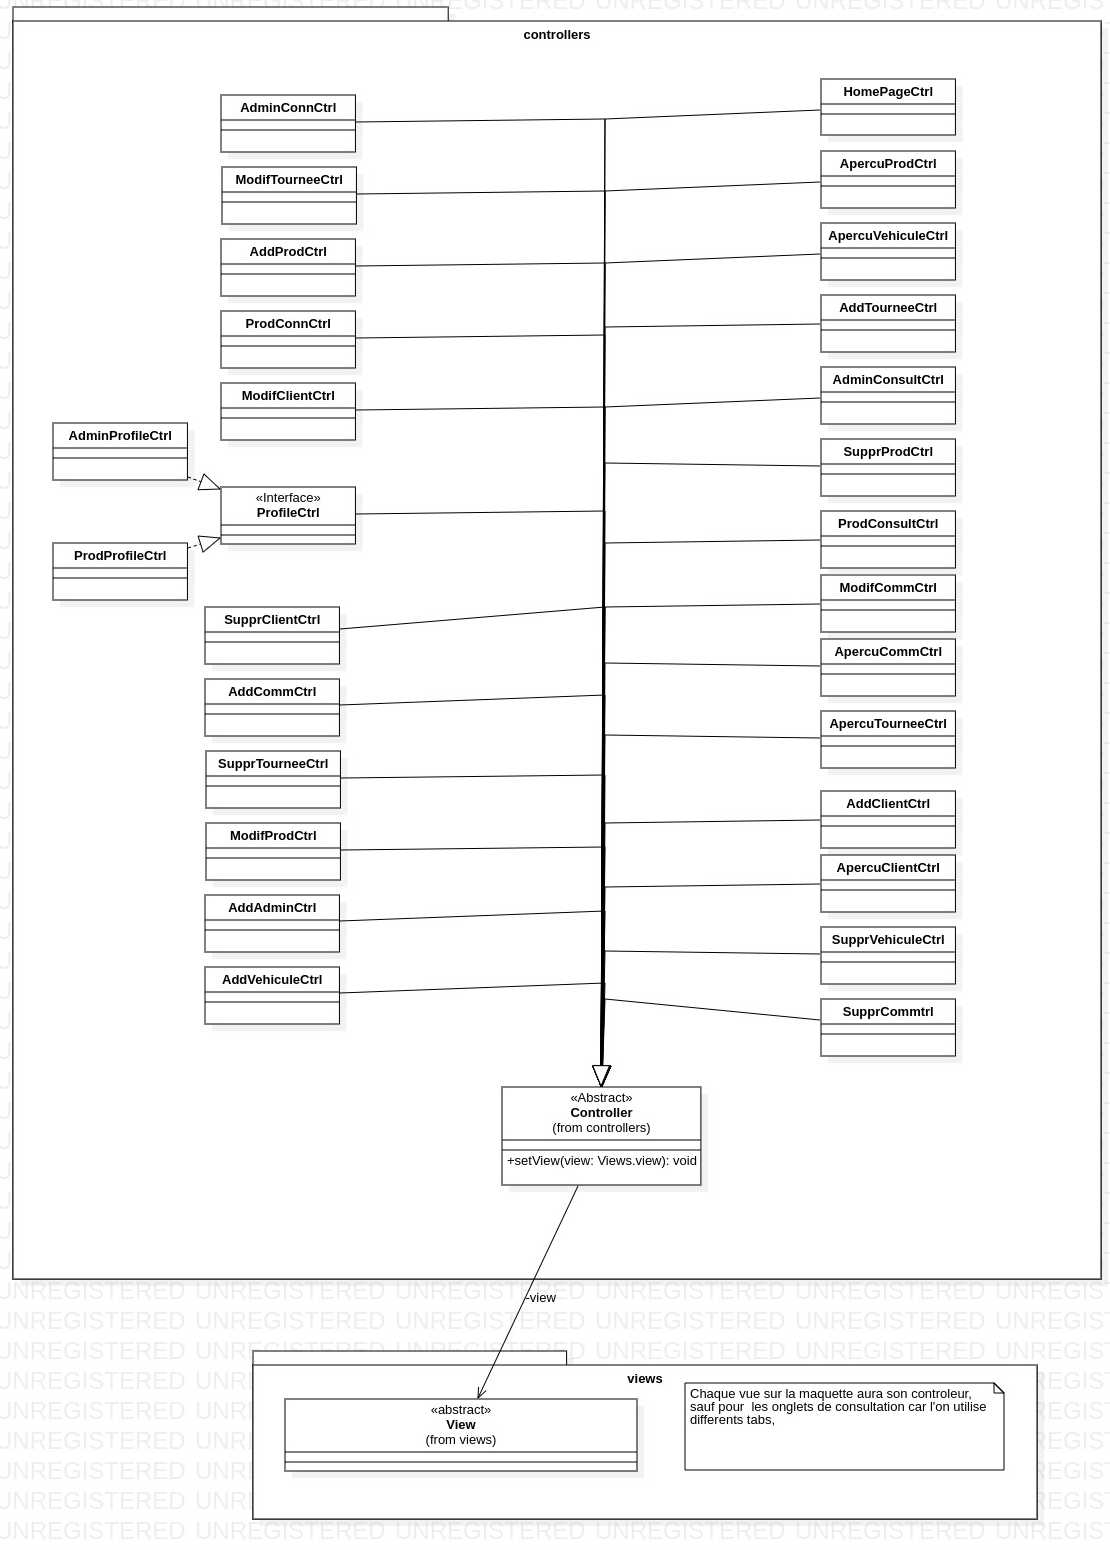 controllers
AdminConnCtrl
HomePageCtrl
ModifTourneeCtrl
ApercuProdCtrl
AddProdCtrl
ApercuVehiculeCtrl
ProdConnCtrl
AddTourneeCtrl
ModifClientCtrl
AdminConsultCtrl
AdminProfileCtrl
SupprProdCtrl
«Interface»
ProfileCtrl
ProdConsultCtrl
ProdProfileCtrl
ModifCommCtrl
SupprClientCtrl
ApercuCommCtrl
AddCommCtrl
ApercuTourneeCtrl
SupprTourneeCtrl
AddClientCtrl
ModifProdCtrl
ApercuClientCtrl
AddAdminCtrl
SupprVehiculeCtrl
AddVehiculeCtrl
SupprCommtrl
«Abstract»
Controller
(from controllers)
+setView(view: Views.view): void
-view
views
«abstract»
View
(from views)
Chaque vue sur la maquette aura son controleur,
sauf pour  les onglets de consultation car l'on utilise
differents tabs,
UNREGISTERED UNREGISTERED UNREGISTERED UNREGISTERED UNREGISTERED